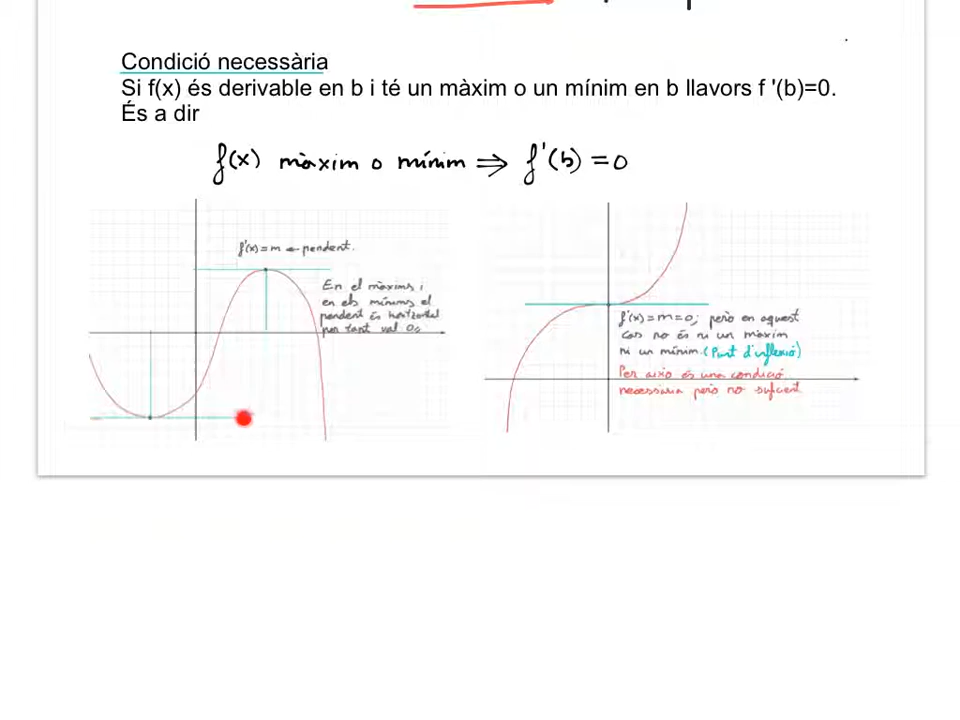 Condició necessària
Si f(x) és derivable en b i té un màxim o un mínim en b llavors f '(b)=0.
És a dir
f(x) màxim o mínim ⇒ f'(b) = 0
f'(x) = m ← pendent.
En el màxims i
en els mínims el
pendent és horitzontal
per tant val 0.
f'(x) = m = 0; però en aquest
cas no és ni un màxim
ni un mínim. (Punt d'inflexió)
Per això és una condició
necessària però no suficient